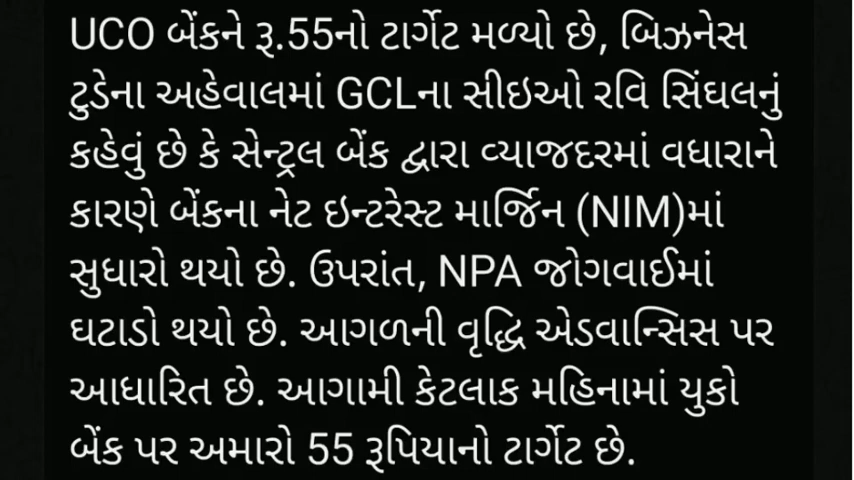 UCO બેંકને રૂ.55નો ટાર્ગેટ મળ્યો છે, બિઝનેસ
ટુડેના અહેવાલમાં GCLના સીઇઓ રવિ સિંઘલનું
કહેવું છે કે સેન્ટ્રલ બેંક દ્વારા વ્યાજદરમાં વધારાને
કારણે બેંકના નેટ ઇન્ટરેસ્ટ માર્જિન (NIM)માં
સુધારો થયો છે. ઉપરાંત, NPA જોગવાઈમાં
ઘટાડો થયો છે. આગળની વૃદ્ધિ એડવાન્સિસ પર
આધારિત છે. આગામી કેટલાક મહિનામાં યુકો
બેંક પર અમારો 55 રૂપિયાનો ટાર્ગેટ છે.